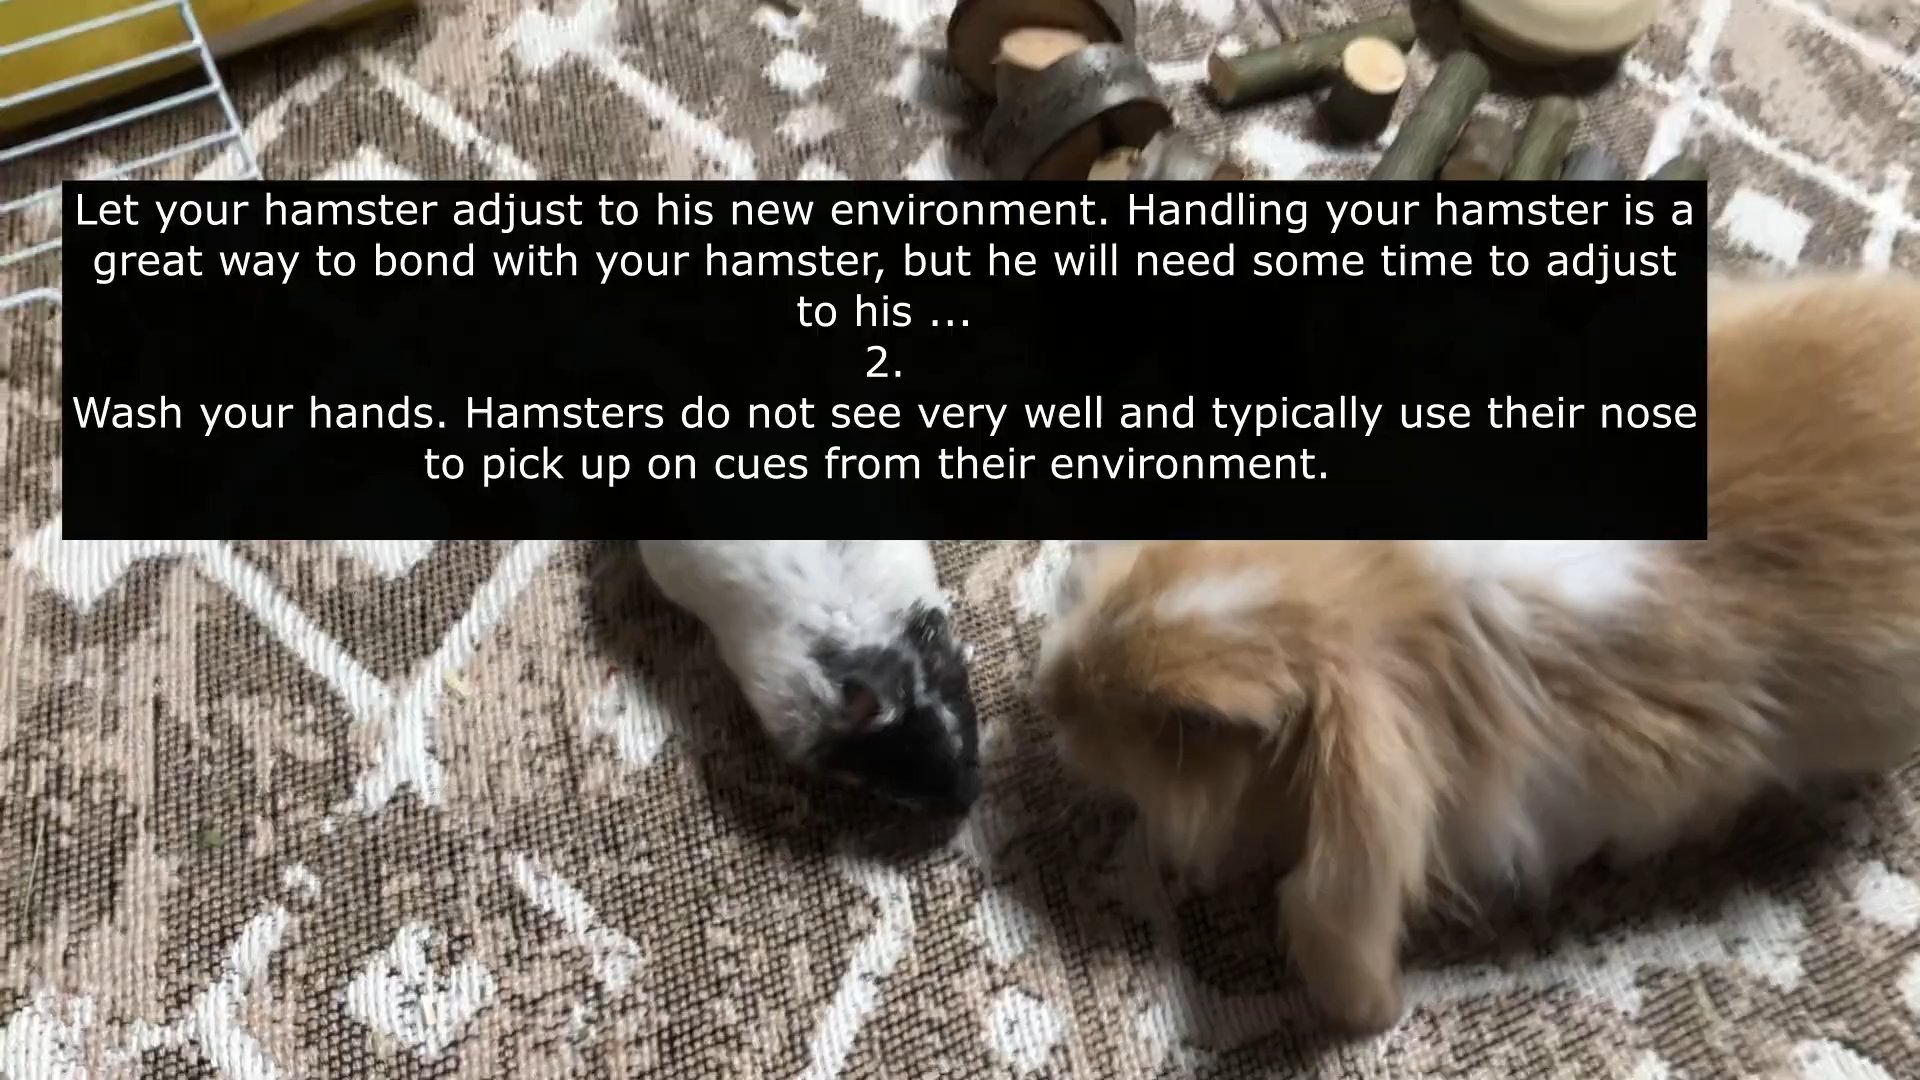 Let your hamster adjust to his new environment. Handling your hamster is a
great way to bond with your hamster, but he will need some time to adjust
to his ...
2.
Wash your hands. Hamsters do not see very well and typically use their nose
to pick up on cues from their environment.